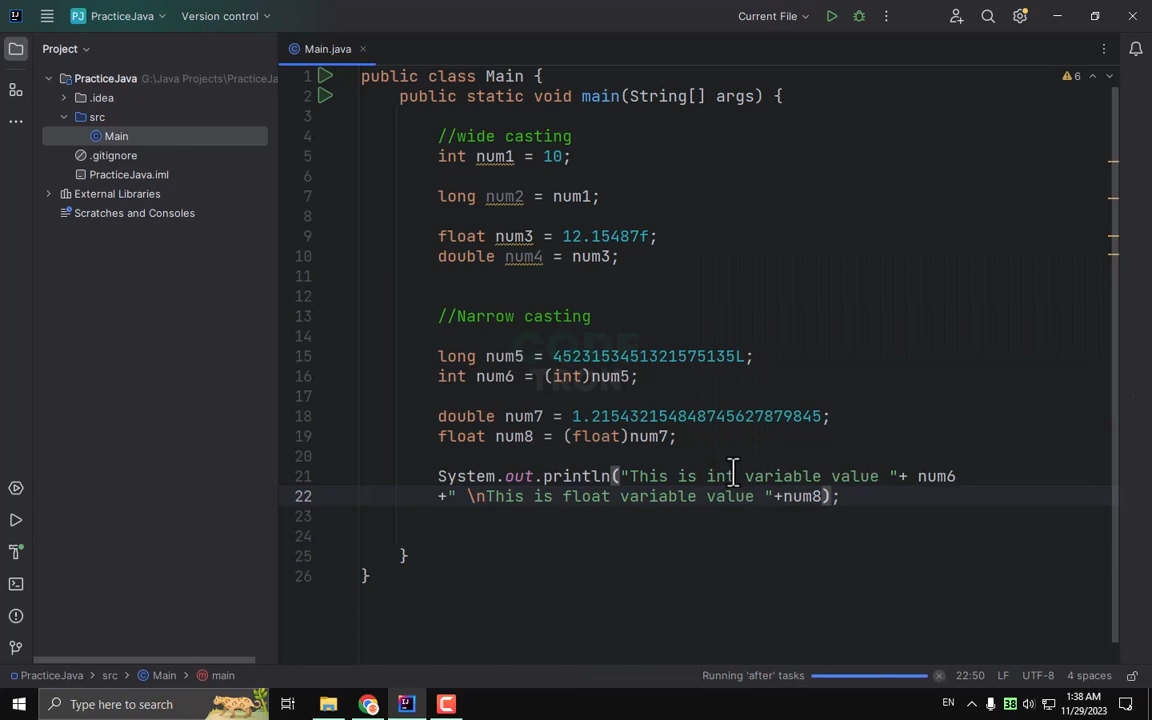 PJ PracticeJava Version control Current File
Project Main.java
PracticeJava G:\Java Projects\PracticeJa
.idea
src
Main
.gitignore
PracticeJava.iml
External Libraries
Scratches and Consoles
6
1 public class Main {
2 public static void main(String[] args) {
3
4 //wide casting
5 int num1 = 10;
6
7 long num2 = num1;
8
9 float num3 = 12.15487f;
10 double num4 = num3;
11
12
13 //Narrow casting
14
15 long num5 = 4523153451321575135L;
16 int num6 = (int)num5;
17
18 double num7 = 1.215432154848745627879845;
19 float num8 = (float)num7;
20
21 System.out.println("This is int variable value "+ num6
22 +" \nThis is float variable value "+num8);
23
24
25 }
26 }
CODE
TRON
PracticeJava > src > Main > main Running 'after' tasks 22:50 LF UTF-8 4 spaces
Type here to search EN 38 1:38 AM
11/29/2023